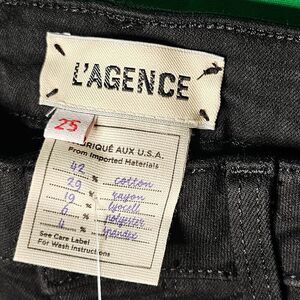 L'AGENCE
25
RIQUÉ AUX U.S.A.
From Imported Materials
42 % cotton
29 % rayon
19 % lyocell
6 % polyester
4 % spandex
See Care Label
For Wash Instructions